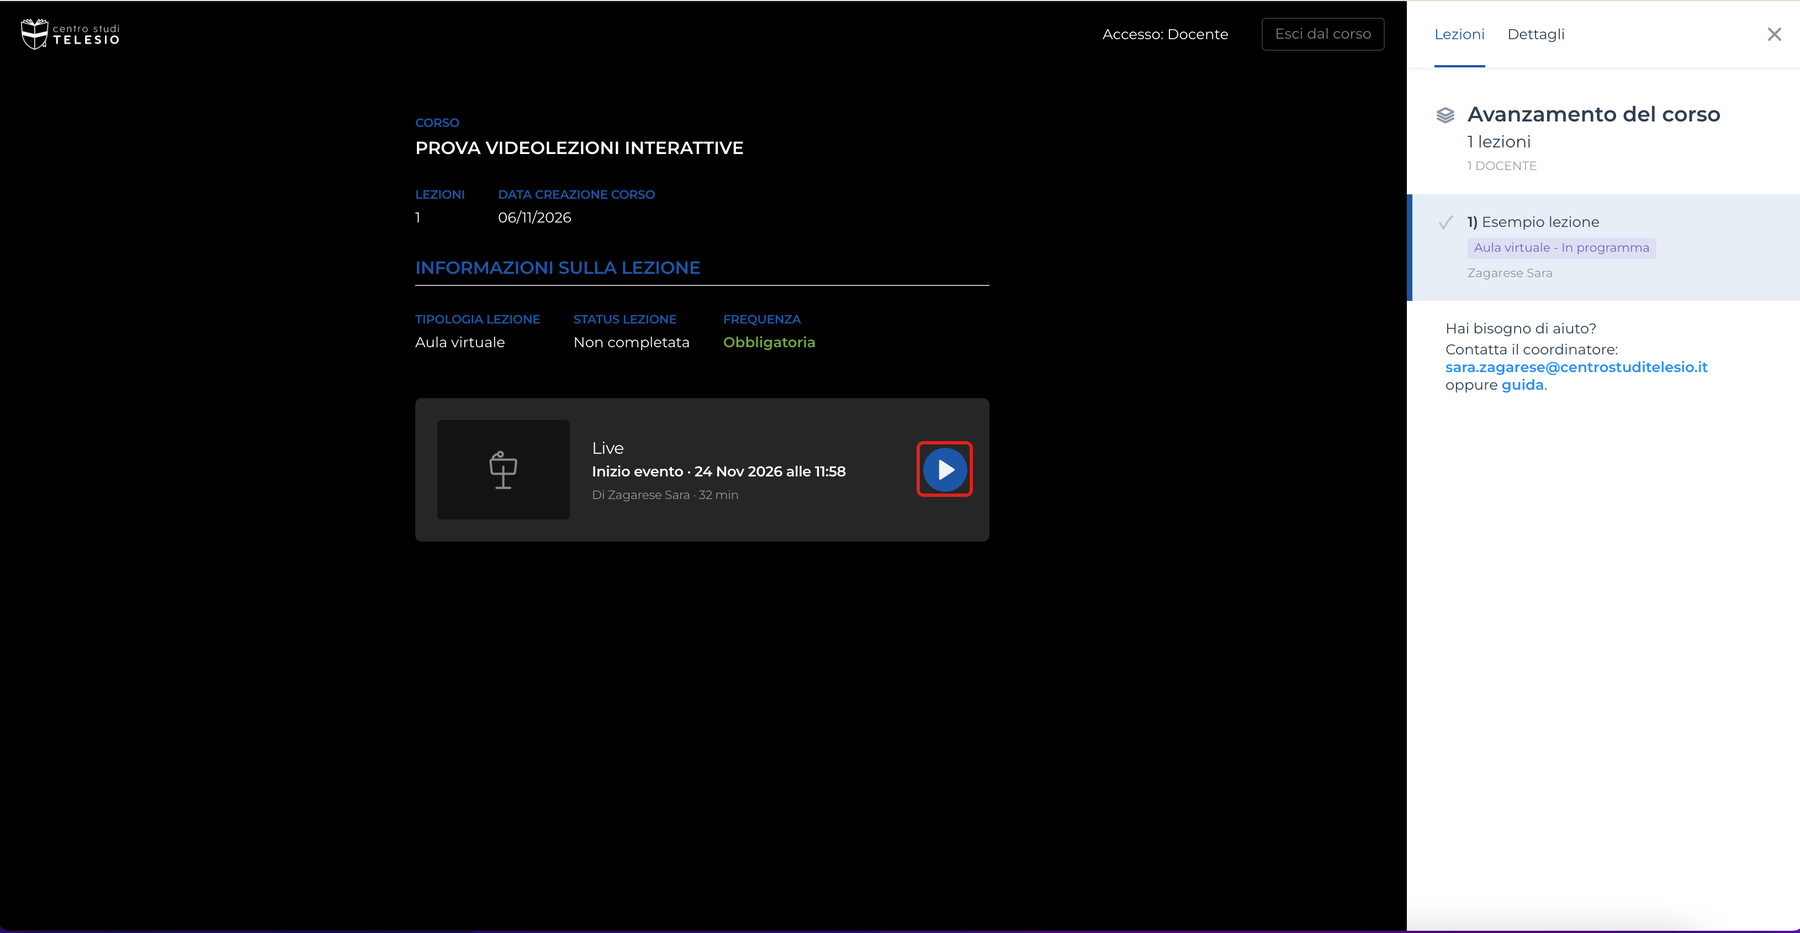 centro studi
TELESIO
Accesso: Docente
Esci dal corso
CORSO
PROVA VIDEOLEZIONI INTERATTIVE
LEZIONI
DATA CREAZIONE CORSO
1
06/11/2026
INFORMAZIONI SULLA LEZIONE
TIPOLOGIA LEZIONE
STATUS LEZIONE
FREQUENZA
Aula virtuale
Non completata
Obbligatoria
Live
Inizio evento · 24 Nov 2026 alle 11:58
Di Zagarese Sara · 32 min
Lezioni
Dettagli
Avanzamento del corso
1 lezioni
1 DOCENTE
1) Esempio lezione
Aula virtuale - In programma
Zagarese Sara
Hai bisogno di aiuto?
Contatta il coordinatore:
sara.zagarese@centrostuditelesio.it
oppure guida.